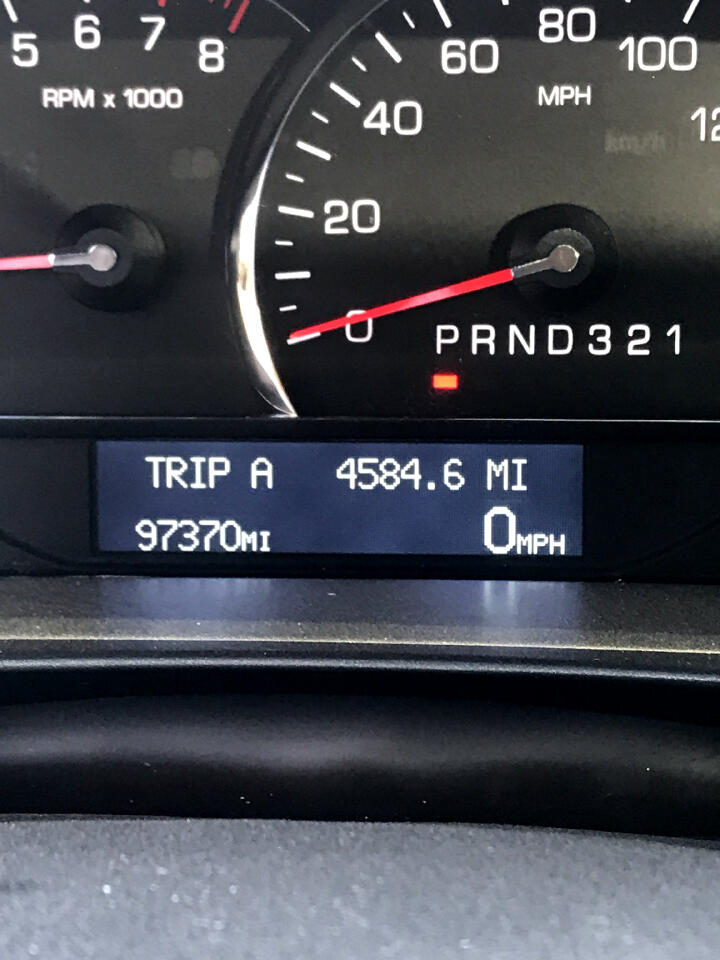 5 6 7 8
RPM x 1000
0 20 40 60 80 100
MPH
km/h
PRND321
TRIP A 4584.6 MI
97370MI 0MPH